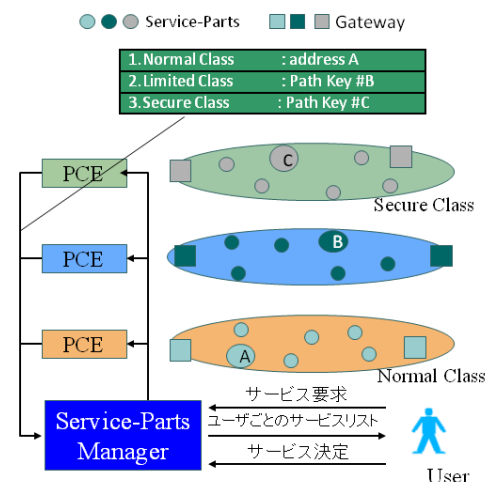 Service-Parts Gateway
1.Normal Class : address A
2.Limited Class : Path Key #B
3.Secure Class : Path Key #C
PCE
C
Secure Class
PCE
B
PCE
A
Normal Class
サービス要求
Service-Parts Manager
ユーザごとのサービスリスト
サービス決定
User